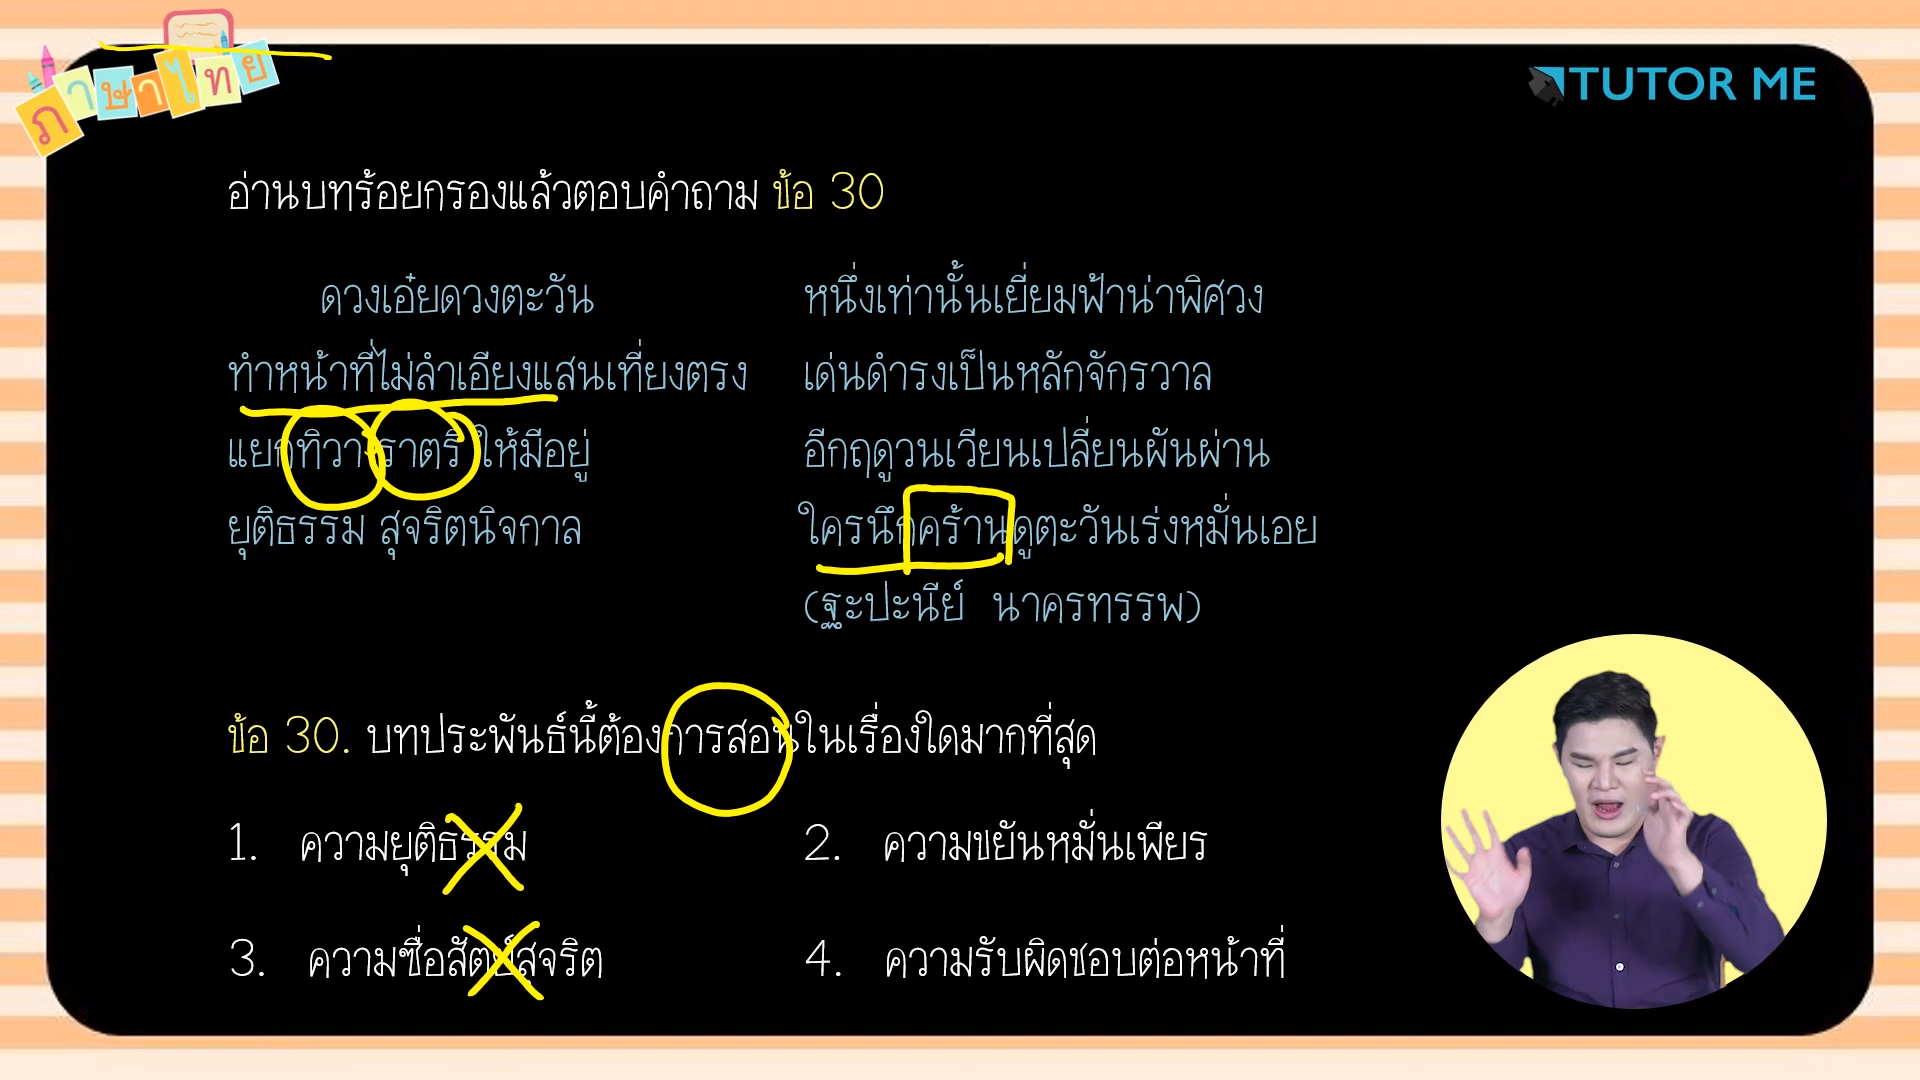 ภาษาไทย
TUTOR ME
อ่านบทร้อยกรองแล้วตอบคำถาม ข้อ 30
ดวงเอ๋ยดวงตะวัน หนึ่งเท่านั้นเยี่ยมฟ้าน่าพิศวง
ทำหน้าที่ไม่ลำเอียงแสนเที่ยงตรง เด่นดำรงเป็นหลักจักรวาล
แยกทิวาราตรีให้มีอยู่ อีกฤดูวนเวียนเปลี่ยนผันผ่าน
ยุติธรรม สุจริตนิจกาล ใครนึกคร้านดูตะวันเร่งหมั่นเอย
(ฐะปะนีย์ นาครทรรพ)
ข้อ 30. บทประพันธ์นี้ต้องการสอนในเรื่องใดมากที่สุด
1. ความยุติธรรม 2. ความขยันหมั่นเพียร
3. ความซื่อสัตย์สุจริต 4. ความรับผิดชอบต่อหน้าที่